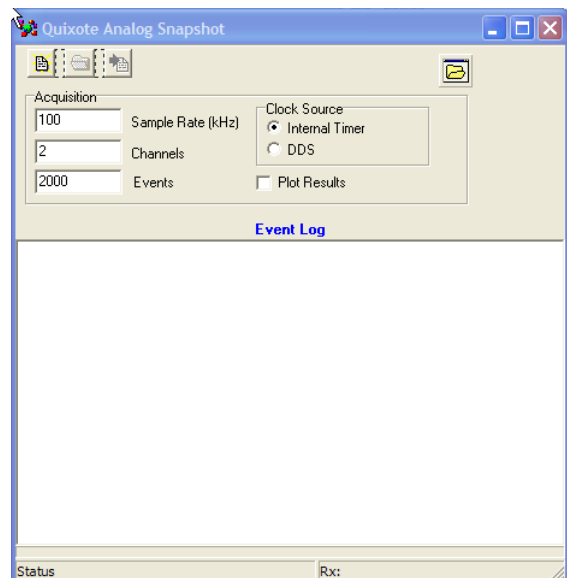 Quixote Analog Snapshot
Acquisition
100 Sample Rate (kHz)
Clock Source
Internal Timer
2 Channels
DDS
2000 Events
Plot Results
Event Log
Status Rx: